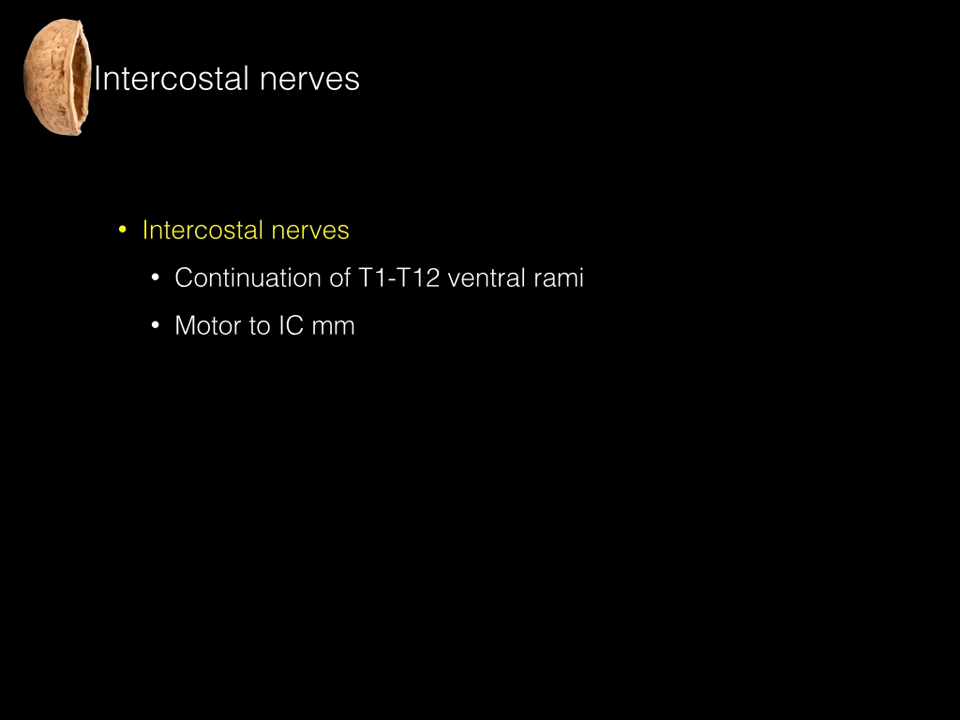 Intercostal nerves
• Intercostal nerves
• Continuation of T1-T12 ventral rami
• Motor to IC mm